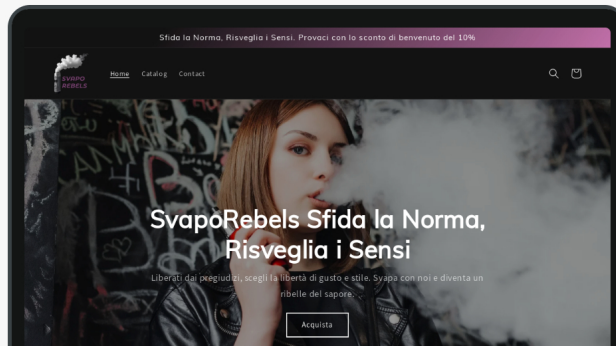 Sfida la Norma, Risveglia i Sensi. Provaci con lo sconto di benvenuto del 10%
SVAPO
REBELS
Home Catalog Contact
SvapoRebels Sfida la Norma,
Risveglia i Sensi
Liberati dai pregiudizi, scegli la libertà di gusto e stile. Svapa con noi e diventa un
ribelle del sapore.
Acquista